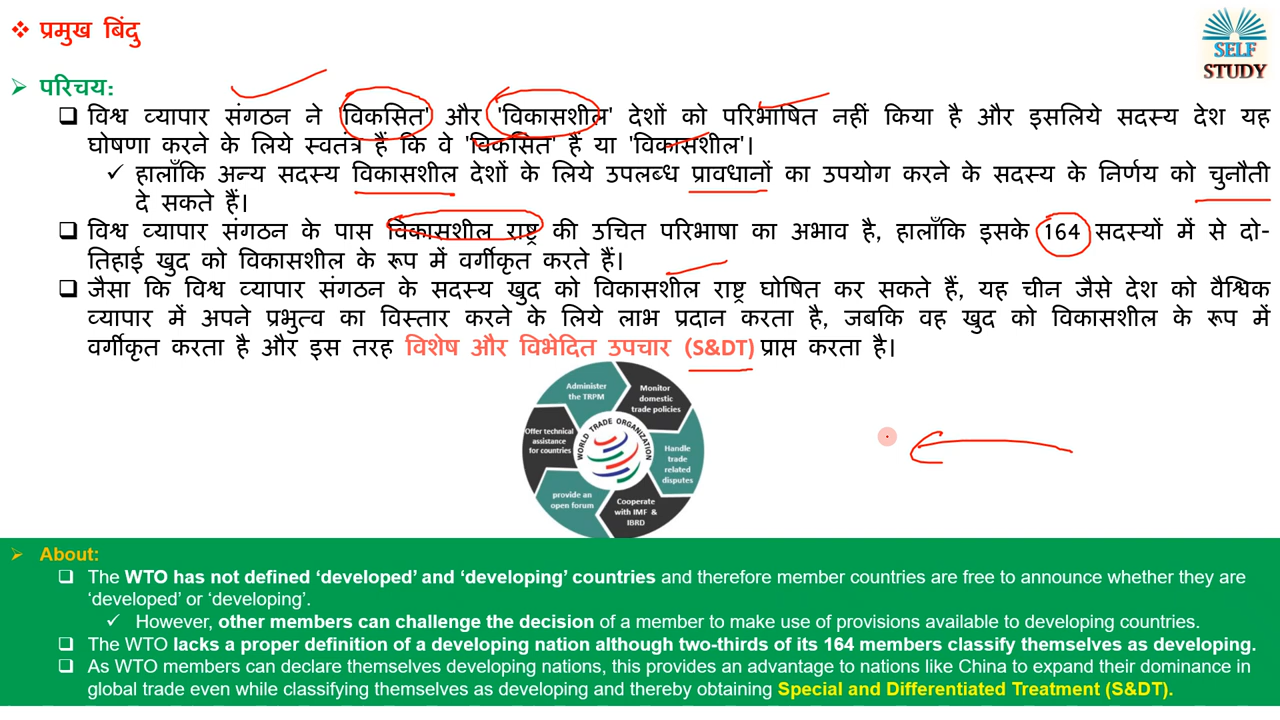 ❖ प्रमुख बिंदु
SELF
STUDY
➢ परिचय:
❑ विश्व व्यापार संगठन ने 'विकसित' और 'विकासशील' देशों को परिभाषित नहीं किया है और इसलिये सदस्य देश यह
घोषणा करने के लिये स्वतंत्र हैं कि वे 'विकसित' हैं या 'विकासशील'।
✓ हालाँकि अन्य सदस्य विकासशील देशों के लिये उपलब्ध प्रावधानों का उपयोग करने के सदस्य के निर्णय को चुनौती
दे सकते हैं।
❑ विश्व व्यापार संगठन के पास विकासशील राष्ट्र की उचित परिभाषा का अभाव है, हालाँकि इसके 164 सदस्यों में से दो-
तिहाई खुद को विकासशील के रूप में वर्गीकृत करते हैं।
❑ जैसा कि विश्व व्यापार संगठन के सदस्य खुद को विकासशील राष्ट्र घोषित कर सकते हैं, यह चीन जैसे देश को वैश्विक
व्यापार में अपने प्रभुत्व का विस्तार करने के लिये लाभ प्रदान करता है, जबकि वह खुद को विकासशील के रूप में
वर्गीकृत करता है और इस तरह विशेष और विभेदित उपचार (S&DT) प्राप्त करता है।
Administer
the TRPM
Monitor
domestic
trade policies
Offer technical
assistance
for countries
WORLD TRADE ORGANIZATION
Handle
trade
related
disputes
provide an
open forum
Cooperate
with IMF &
IBRD
➢ About:
❑ The WTO has not defined ‘developed’ and ‘developing’ countries and therefore member countries are free to announce whether they are
‘developed’ or ‘developing’.
✓ However, other members can challenge the decision of a member to make use of provisions available to developing countries.
❑ The WTO lacks a proper definition of a developing nation although two-thirds of its 164 members classify themselves as developing.
❑ As WTO members can declare themselves developing nations, this provides an advantage to nations like China to expand their dominance in
global trade even while classifying themselves as developing and thereby obtaining Special and Differentiated Treatment (S&DT).